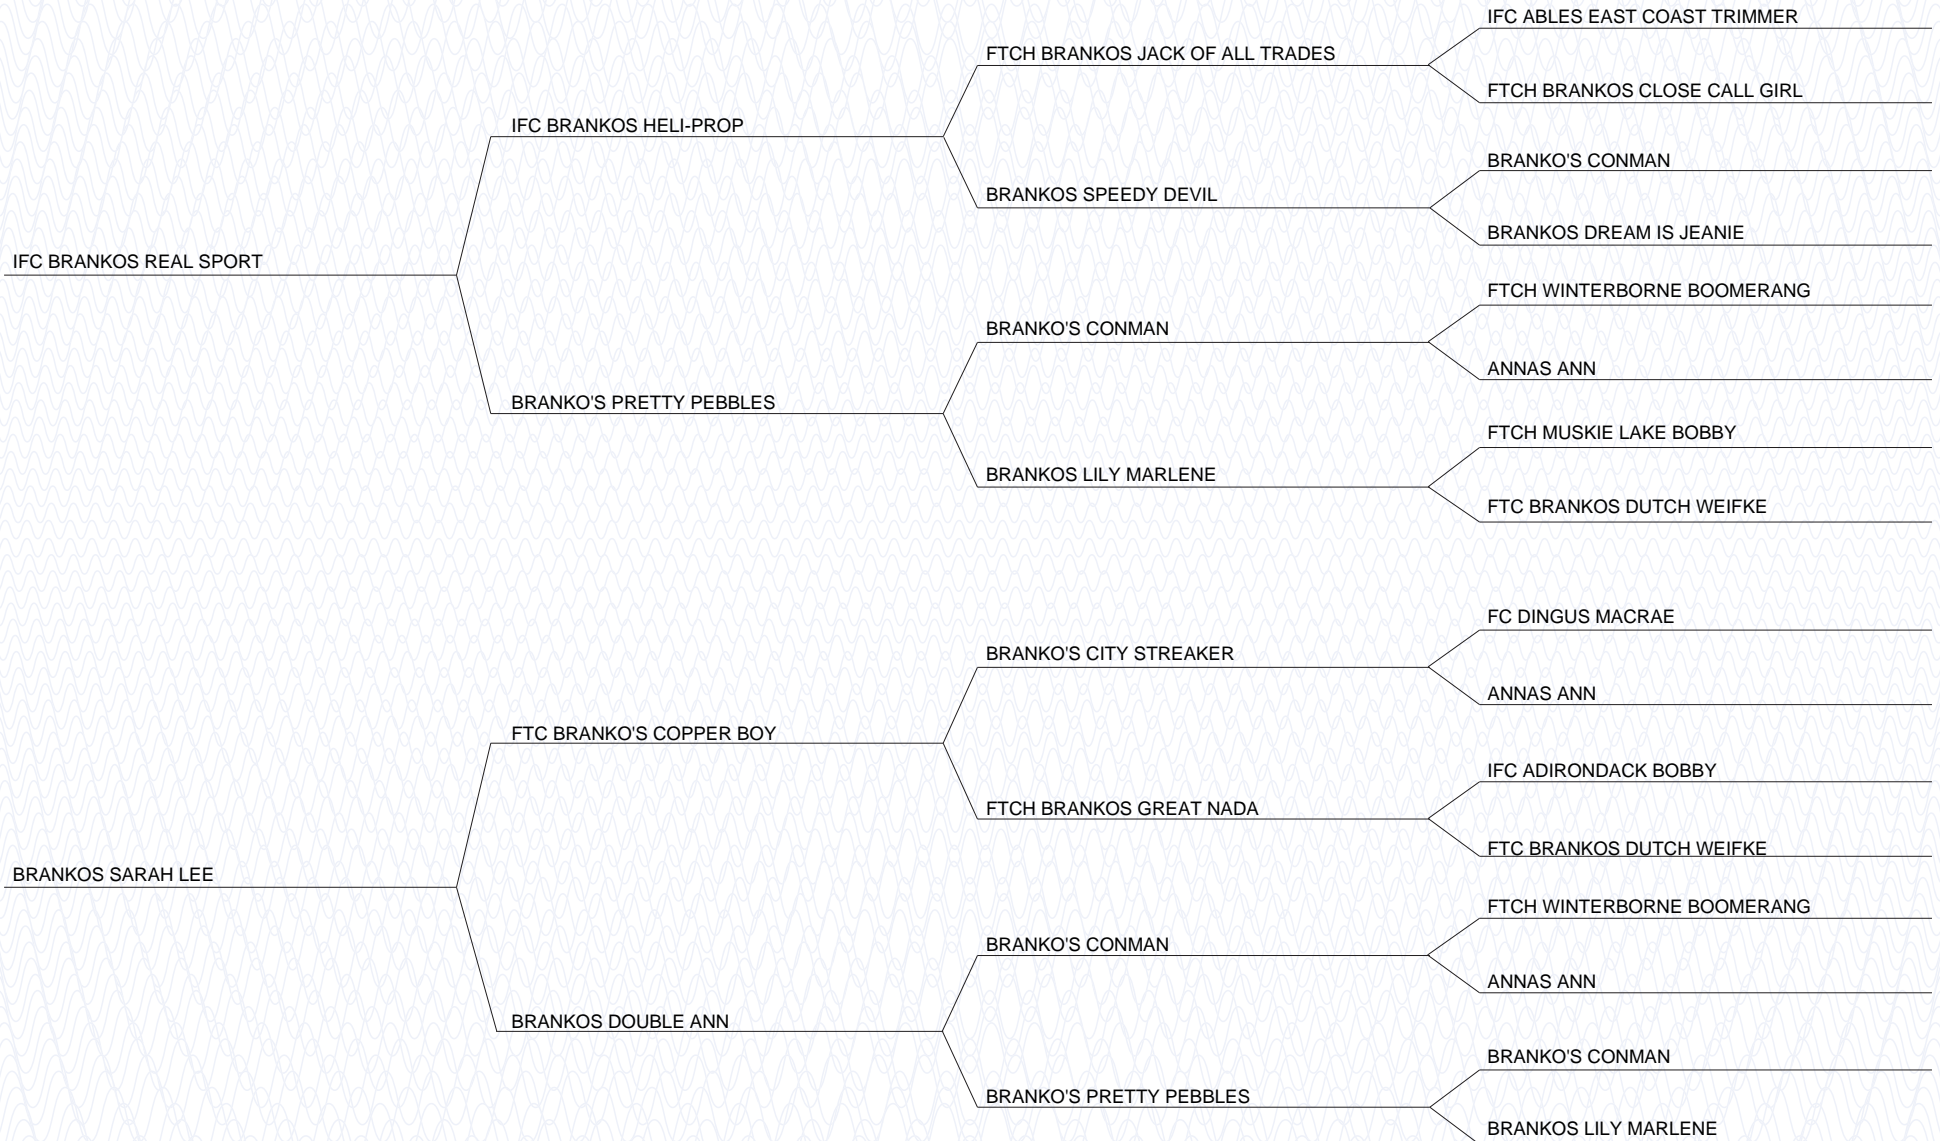 IFC ABLES EAST COAST TRIMMER
FTCH BRANKOS JACK OF ALL TRADES
FTCH BRANKOS CLOSE CALL GIRL
IFC BRANKOS HELI-PROP
BRANKO'S CONMAN
BRANKOS SPEEDY DEVIL
BRANKOS DREAM IS JEANIE
IFC BRANKOS REAL SPORT
FTCH WINTERBORNE BOOMERANG
BRANKO'S CONMAN
ANNAS ANN
BRANKO'S PRETTY PEBBLES
FTCH MUSKIE LAKE BOBBY
BRANKOS LILY MARLENE
FTC BRANKOS DUTCH WEIFKE
FC DINGUS MACRAE
BRANKO'S CITY STREAKER
ANNAS ANN
FTC BRANKO'S COPPER BOY
IFC ADIRONDACK BOBBY
FTCH BRANKOS GREAT NADA
FTC BRANKOS DUTCH WEIFKE
BRANKOS SARAH LEE
FTCH WINTERBORNE BOOMERANG
BRANKO'S CONMAN
ANNAS ANN
BRANKOS DOUBLE ANN
BRANKO'S CONMAN
BRANKO'S PRETTY PEBBLES
BRANKOS LILY MARLENE